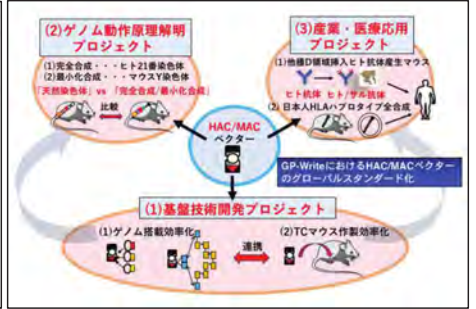 (2)ゲノム動作原理解明
プロジェクト
(1)完全合成・・・ヒト21番染色体
(2)最小化合成・・・マウスY染色体
「天然染色体」 vs 「完全合成/最小化合成」
比較
(3)産業・医療応用
プロジェクト
(1)他種D領域挿入ヒト抗体産生マウス
ヒト抗体 ヒト/サル抗体
(2) 日本人HLAハプロタイプ全合成
HAC/MAC
ベクター
GP-WriteにおけるHAC/MACベクター
のグローバルスタンダード化
(1)基盤技術開発プロジェクト
(1)ゲノム搭載効率化
連携
(2)TCマウス作製効率化